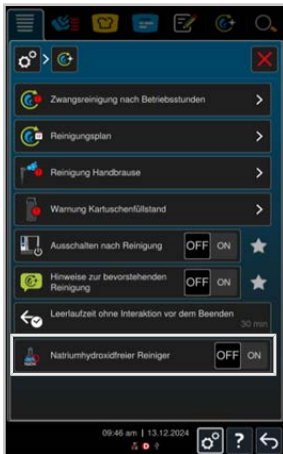 Zwangsreinigung nach Betriebsstunden
Reinigungsplan
Reinigung Handbrause
Warnung Kartuschenfüllstand
Ausschalten nach Reinigung OFF ON
Hinweise zur bevorstehenden
Reinigung OFF ON
Leerlaufzeit ohne Interaktion vor dem Beenden
30 min
Natriumhydroxidfreier Reiniger OFF ON
09:46 am | 13.12.2024
D
?